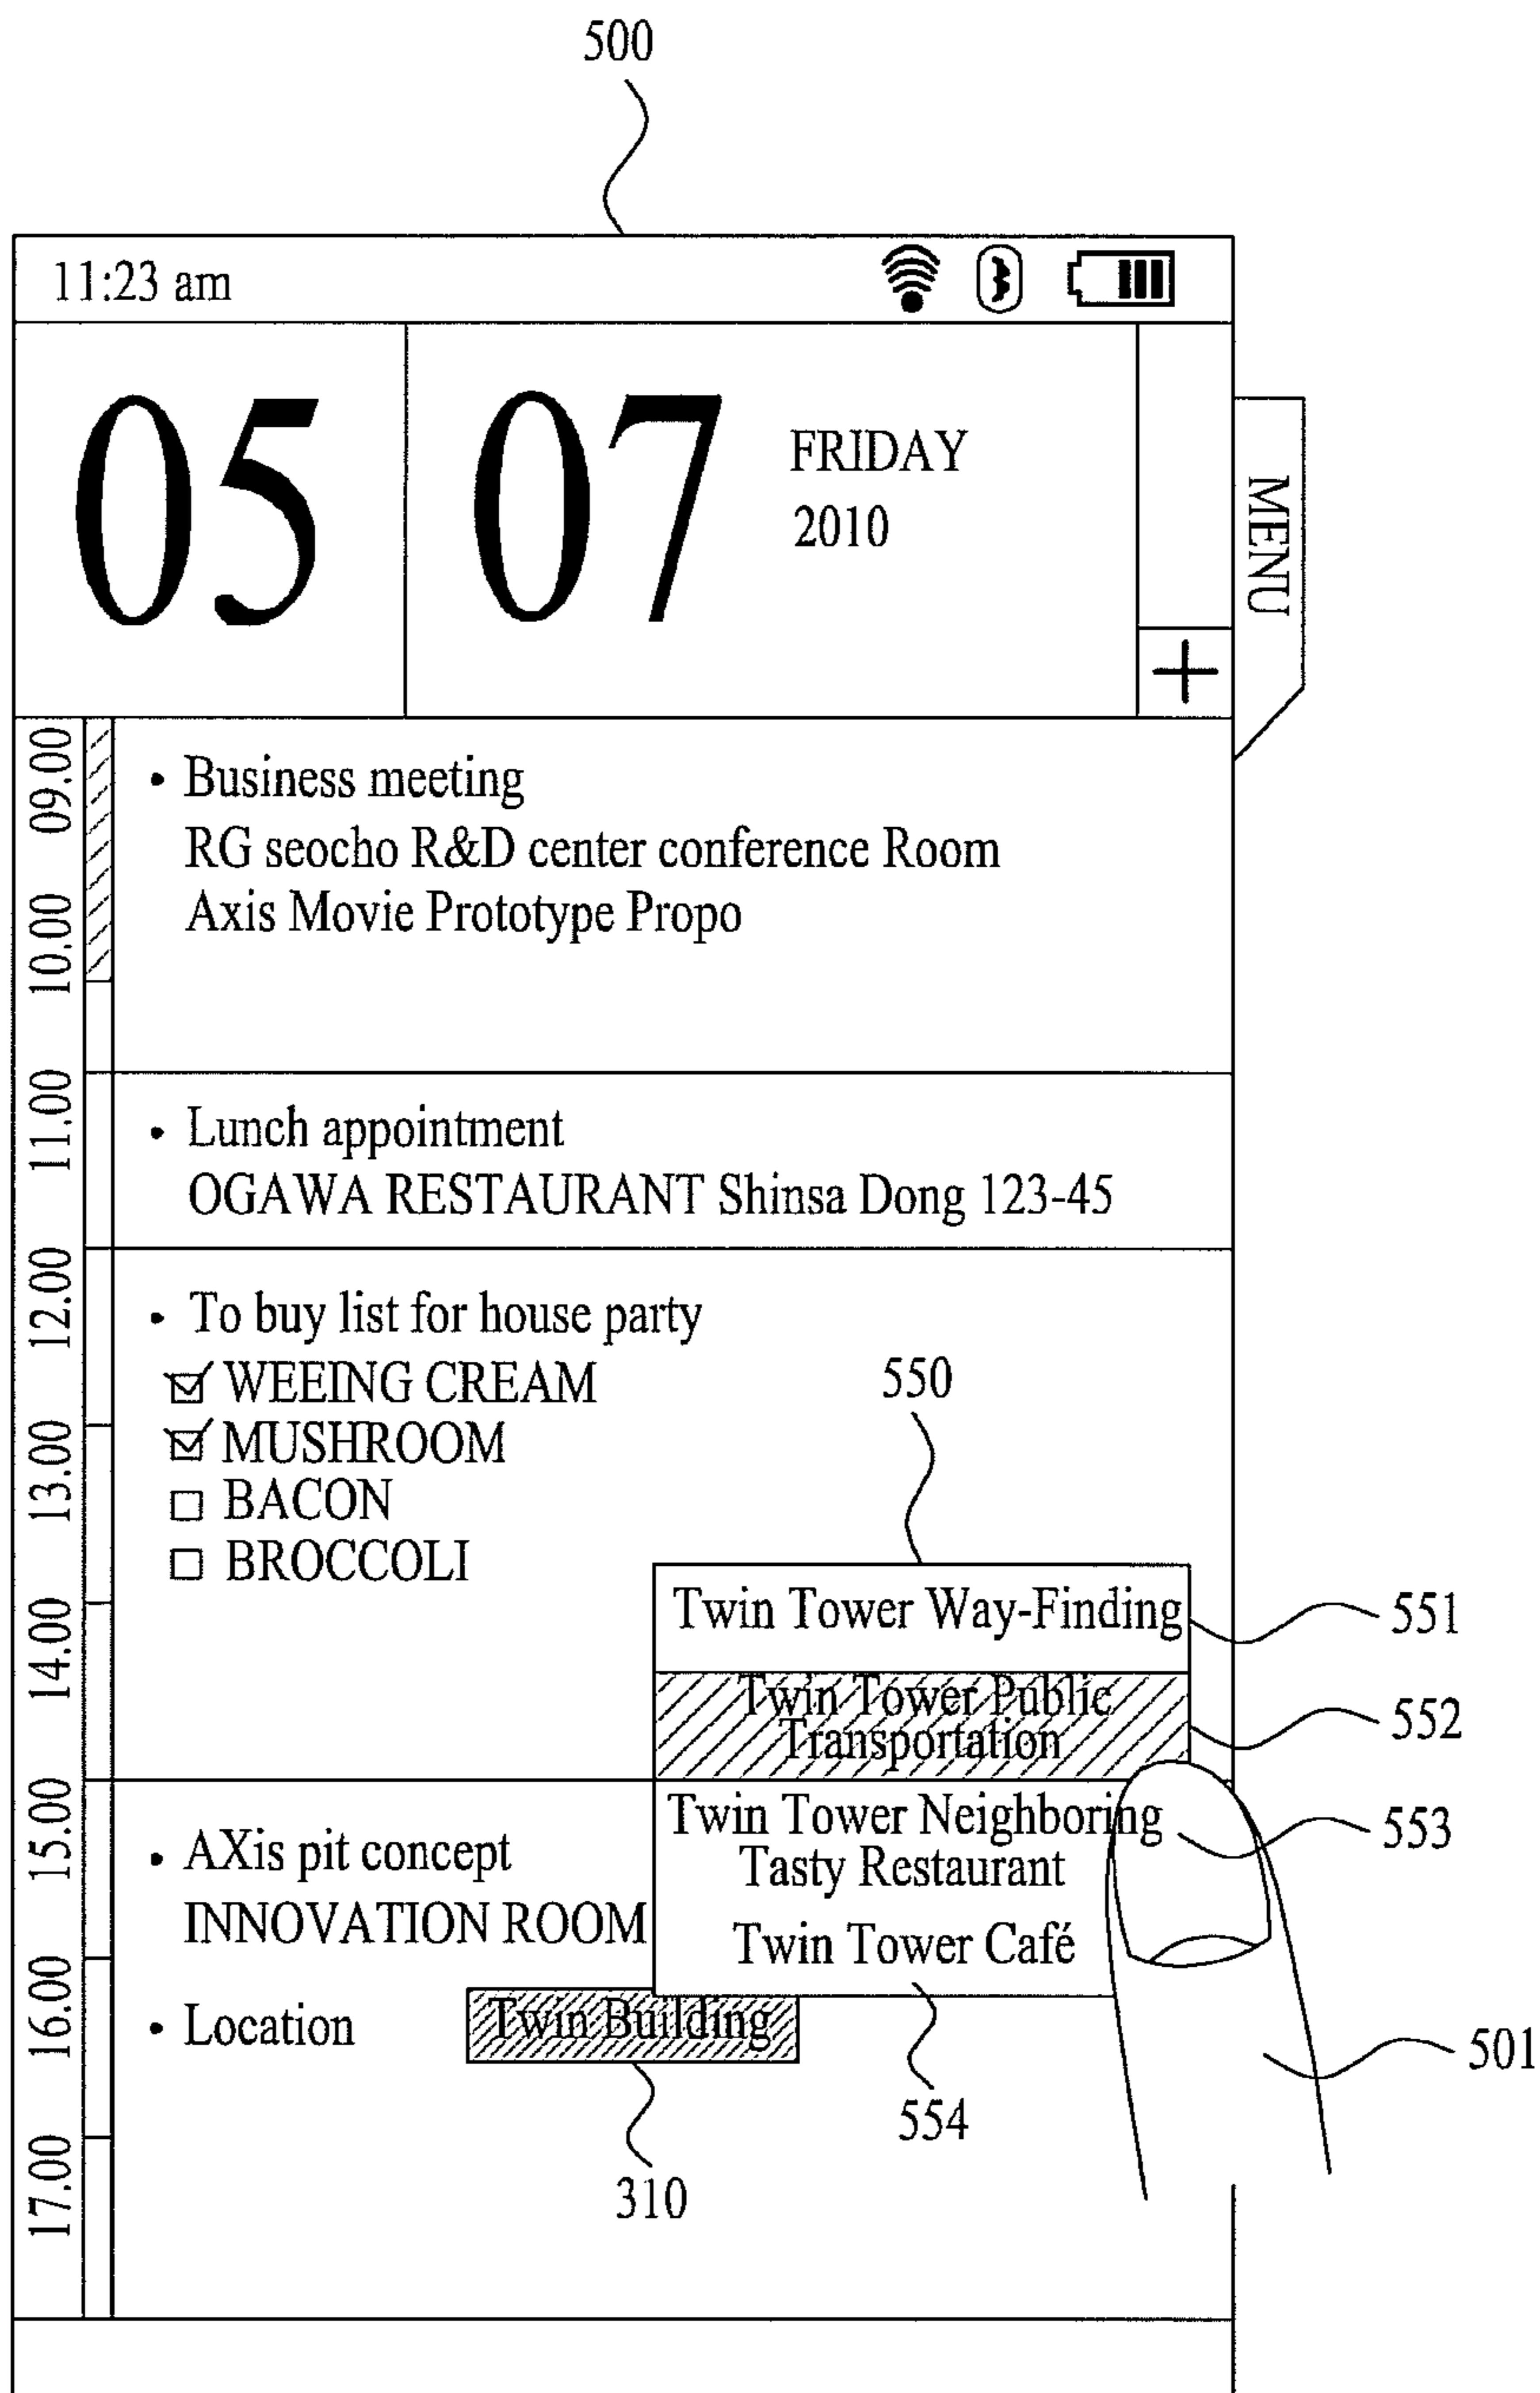 500
11:23 am
05
07
FRIDAY
2010
MENU
+
09.00
• Business meeting
RG seocho R&D center conference Room
Axis Movie Prototype Propo
10.00
11.00
• Lunch appointment
OGAWA RESTAURANT Shinsa Dong 123-45
12.00
• To buy list for house party
WEEING CREAM
550
13.00
MUSHROOM
BACON
BROCCOLI
14.00
Twin Tower Way-Finding
551
Twin Tower Public
Transportation
552
15.00
Twin Tower Neighboring
Tasty Restaurant
553
• AXis pit concept
INNOVATION ROOM
Twin Tower Café
16.00
• Location
Twin Building
501
554
17.00
310